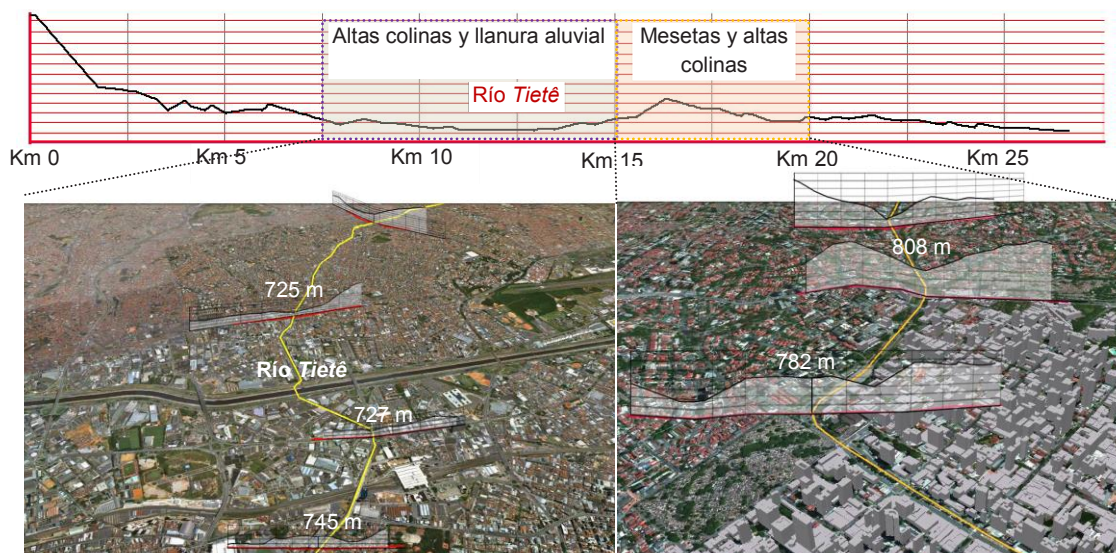 Altas colinas y llanura aluvial
Mesetas y altas
colinas
Río Tietê
Km 0
Km 5
Km 10
Km 15
Km 20
Km 25
808 m
725 m
782 m
Río Tietê
727 m
745 m